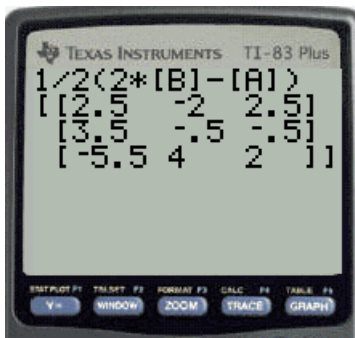 TEXAS INSTRUMENTS TI-83 Plus
1/2(2*[B]-[A])
[[2.5 -2 2.5]
[3.5 -.5 -.5]
[-5.5 4 2 ]]
STAT PLOT F1 TBLSET F2 FORMAT F3 CALC F4 TABLE F5
Y= WINDOW ZOOM TRACE GRAPH